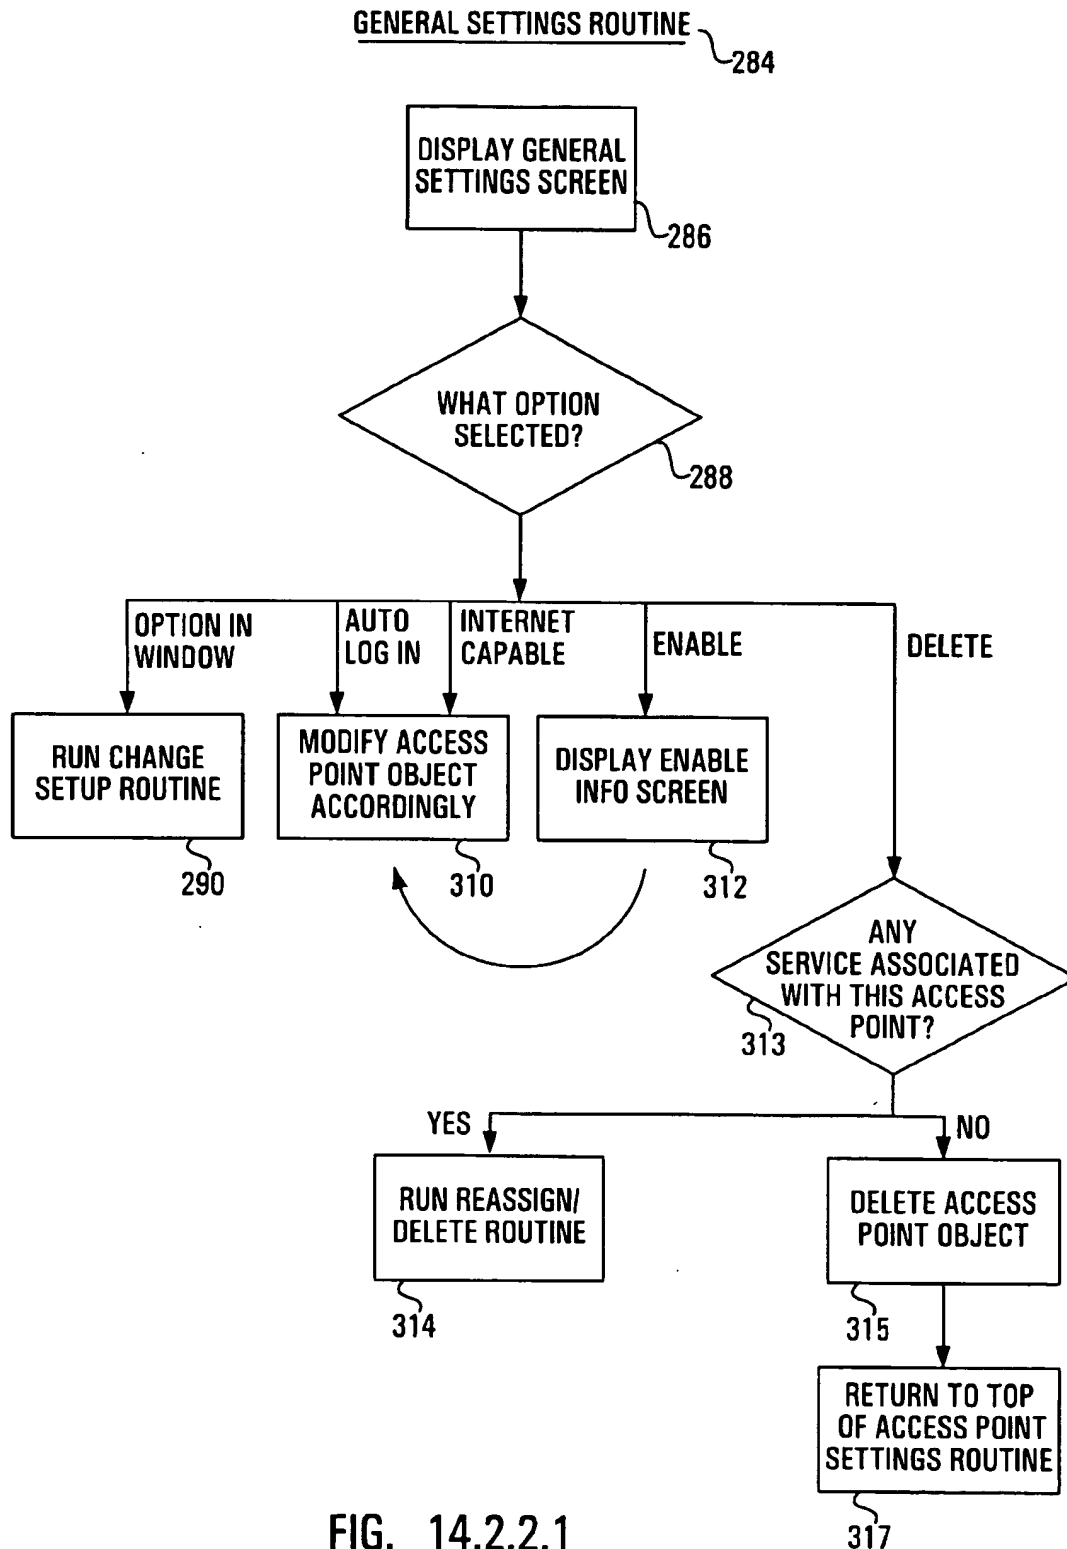 GENERAL SETTINGS ROUTINE
284
DISPLAY GENERAL
SETTINGS SCREEN
286
WHAT OPTION
SELECTED?
288
OPTION IN
WINDOW
AUTO
LOG IN
INTERNET
CAPABLE
ENABLE
DELETE
RUN CHANGE
SETUP ROUTINE
290
MODIFY ACCESS
POINT OBJECT
ACCORDINGLY
310
DISPLAY ENABLE
INFO SCREEN
312
ANY
SERVICE ASSOCIATED
WITH THIS ACCESS
POINT?
313
YES
NO
RUN REASSIGN/
DELETE ROUTINE
314
DELETE ACCESS
POINT OBJECT
315
RETURN TO TOP
OF ACCESS POINT
SETTINGS ROUTINE
317
FIG. 14.2.2.1